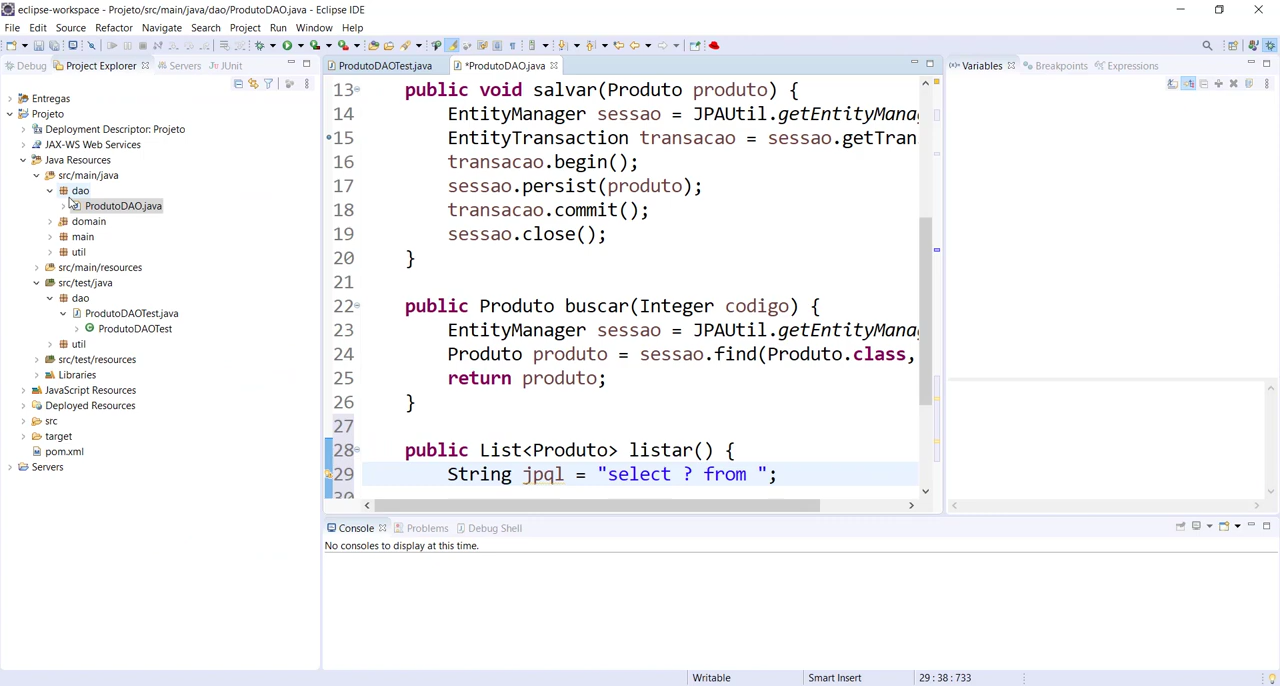 eclipse-workspace - Projeto/src/main/java/dao/ProdutoDAO.java - Eclipse IDE
File Edit Source Refactor Navigate Search Project Run Window Help
Debug Project Explorer Servers JUnit
Entregas
Projeto
Deployment Descriptor: Projeto
JAX-WS Web Services
Java Resources
src/main/java
dao
ProdutoDAO.java
domain
main
util
src/main/resources
src/test/java
dao
ProdutoDAOTest.java
ProdutoDAOTest
util
src/test/resources
Libraries
JavaScript Resources
Deployed Resources
src
target
pom.xml
Servers
ProdutoDAOTest.java *ProdutoDAO.java
13 public void salvar(Produto produto) {
14 EntityManager sessao = JPAUtil.getEntityMana
15 EntityTransaction transacao = sessao.getTran
16 transacao.begin();
17 sessao.persist(produto);
18 transacao.commit();
19 sessao.close();
20 }
21
22 public Produto buscar(Integer codigo) {
23 EntityManager sessao = JPAUtil.getEntityMana
24 Produto produto = sessao.find(Produto.class,
25 return produto;
26 }
27
28 public List<Produto> listar() {
29 String jpql = "select ? from ";
30
Variables Breakpoints Expressions
Console Problems Debug Shell
No consoles to display at this time.
Writable Smart Insert 29 : 38 : 733